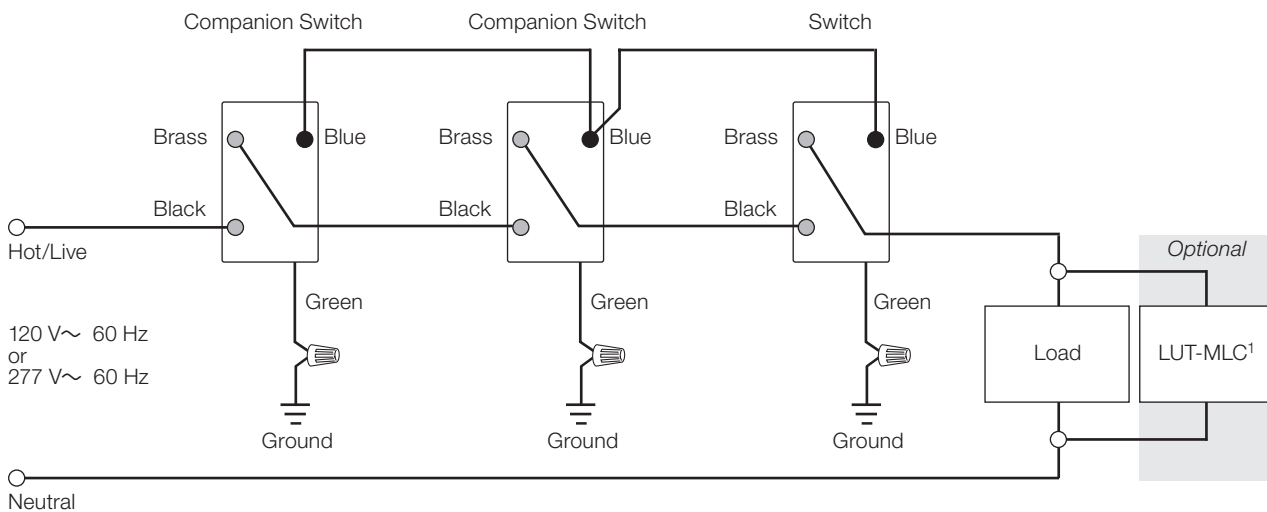 Companion Switch
Companion Switch
Switch
Brass
Blue
Brass
Blue
Brass
Blue
Black
Black
Black
Hot/Live
Optional
Green
Green
Green
120 V～ 60 Hz
or
277 V～ 60 Hz
Load
LUT-MLC¹
Ground
Ground
Ground
Neutral